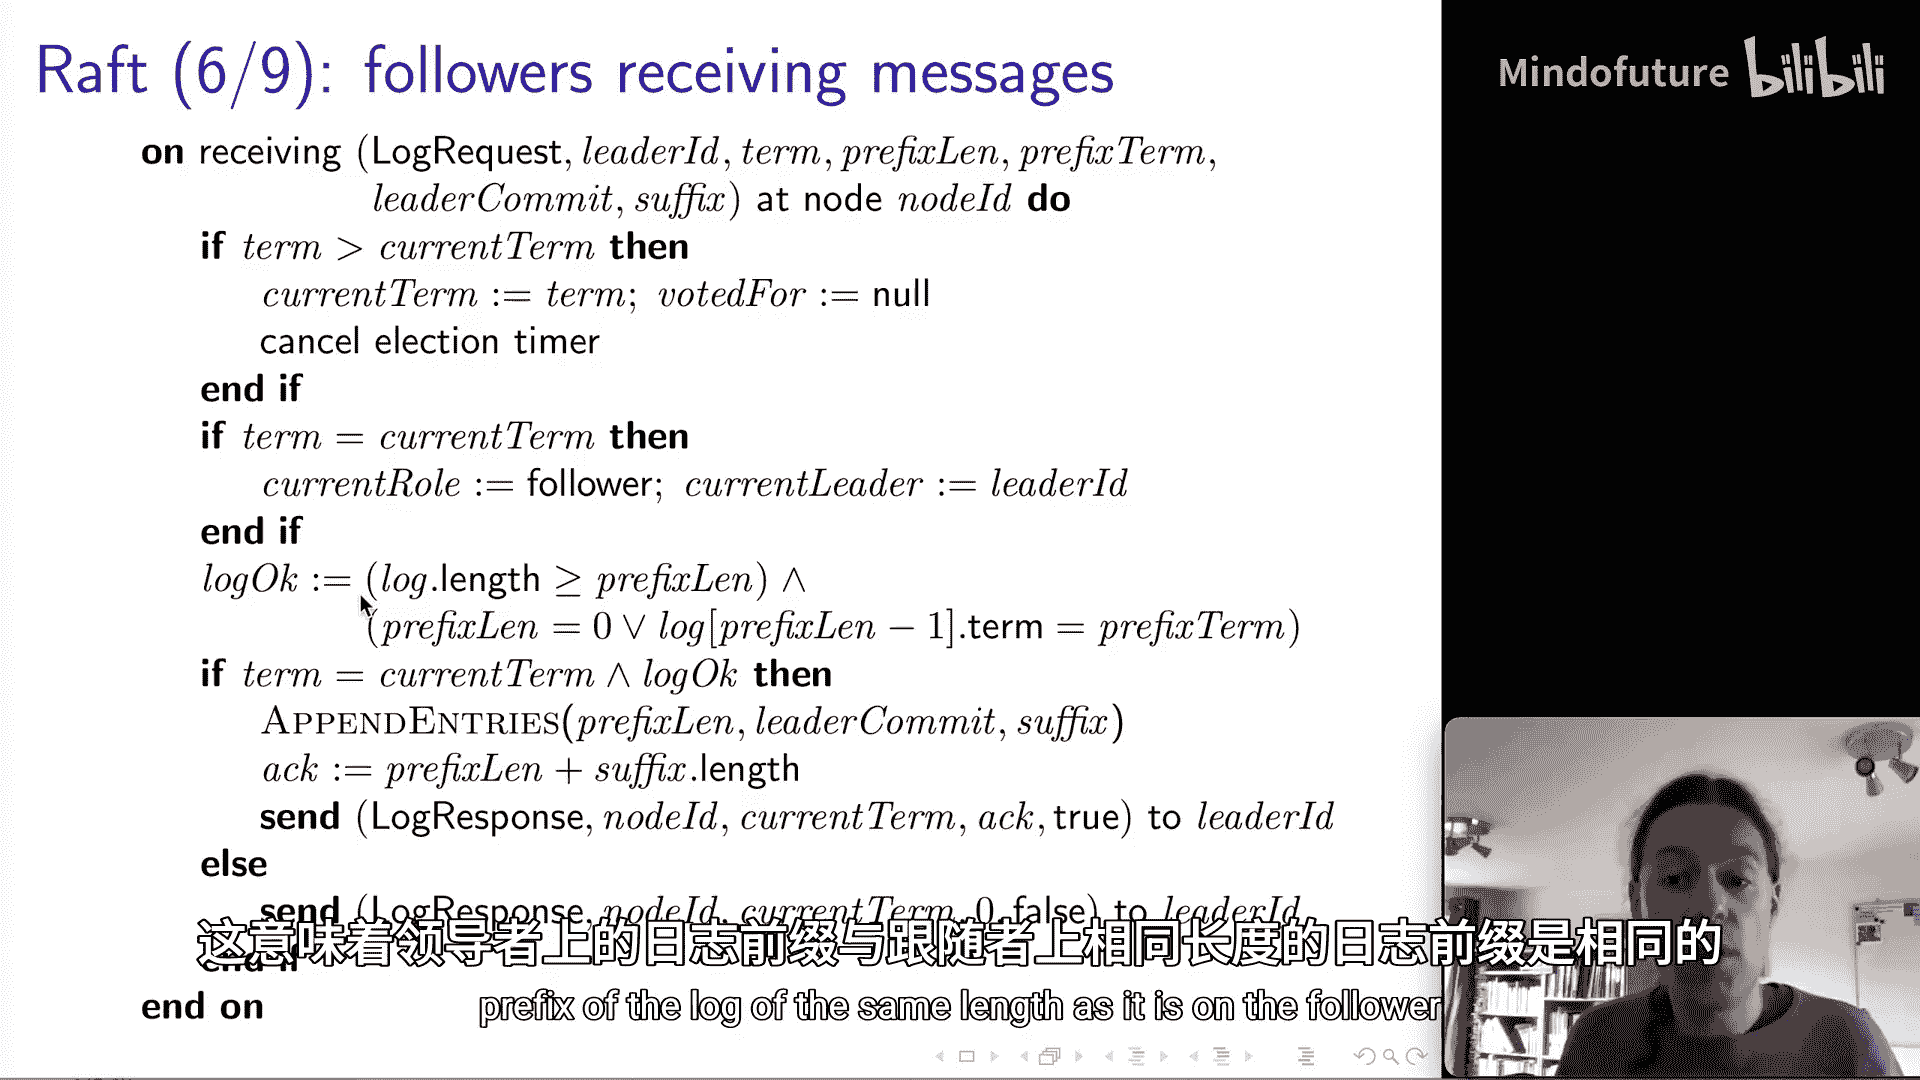 Raft (6/9): followers receiving messages
Mindofuture bilibili
on receiving (LogRequest, leaderId, term, prefixLen, prefixTerm,
leaderCommit, suffix) at node nodeId do
if term > currentTerm then
currentTerm := term; votedFor := null
cancel election timer
end if
if term = currentTerm then
currentRole := follower; currentLeader := leaderId
end if
logOk := (log.length ≥ prefixLen) ∧
(prefixLen = 0 ∨ log[prefixLen − 1].term = prefixTerm)
if term = currentTerm ∧ logOk then
AppendEntries(prefixLen, leaderCommit, suffix)
ack := prefixLen + suffix.length
send (LogResponse, nodeId, currentTerm, ack, true) to leaderId
else
send (LogResponse, nodeId, currentTerm, 0, false) to leaderId
end if
这意味着领导者上的日志前缀与跟随者上相同长度的日志前缀是相同的
end on
prefix of the log of the same length as it is on the follower